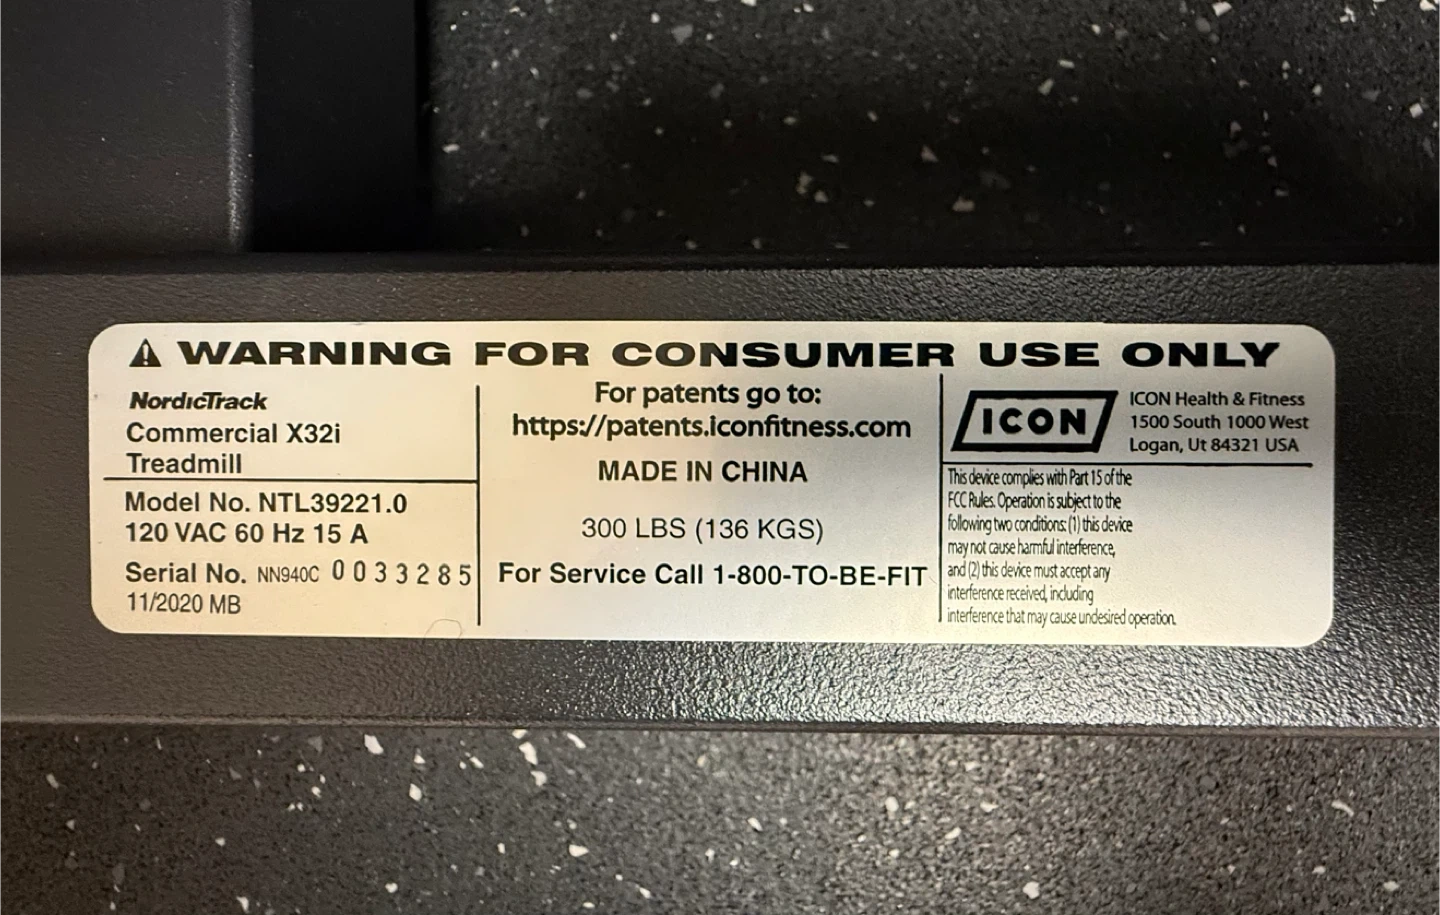 ⚠ WARNING FOR CONSUMER USE ONLY
NordicTrack
Commercial X32i
Treadmill
Model No. NTL39221.0
120 VAC 60 Hz 15 A
Serial No. NN940C 0033285
11/2020 MB
For patents go to:
https://patents.iconfitness.com
MADE IN CHINA
300 LBS (136 KGS)
For Service Call 1-800-TO-BE-FIT
ICON
ICON Health & Fitness
1500 South 1000 West
Logan, Ut 84321 USA
This device complies with Part 15 of the
FCC Rules. Operation is subject to the
following two conditions: (1) this device
may not cause harmful interference,
and (2) this device must accept any
interference received, including
interference that may cause undesired operation.